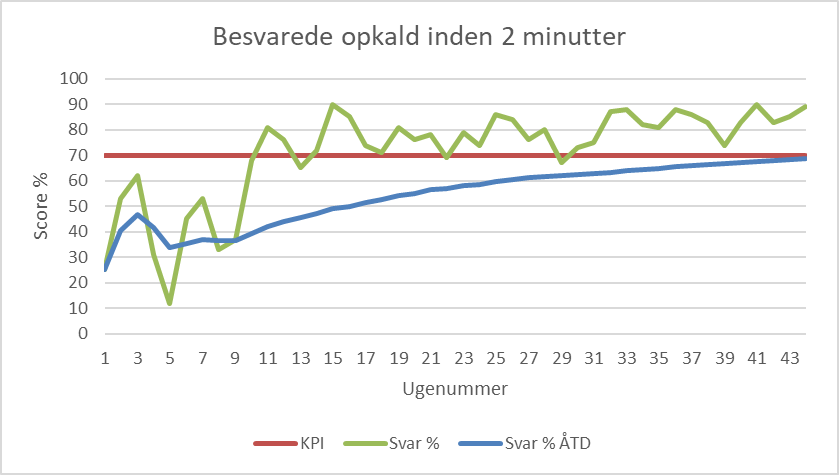 Besvarede opkald inden 2 minutter
100
90
80
70
60
50
40
30
20
10
0
Score %
1 3 5 7 9 11 13 15 17 19 21 23 25 27 29 31 33 35 37 39 41 43
Ugenummer
KPI Svar % Svar % ÅTD